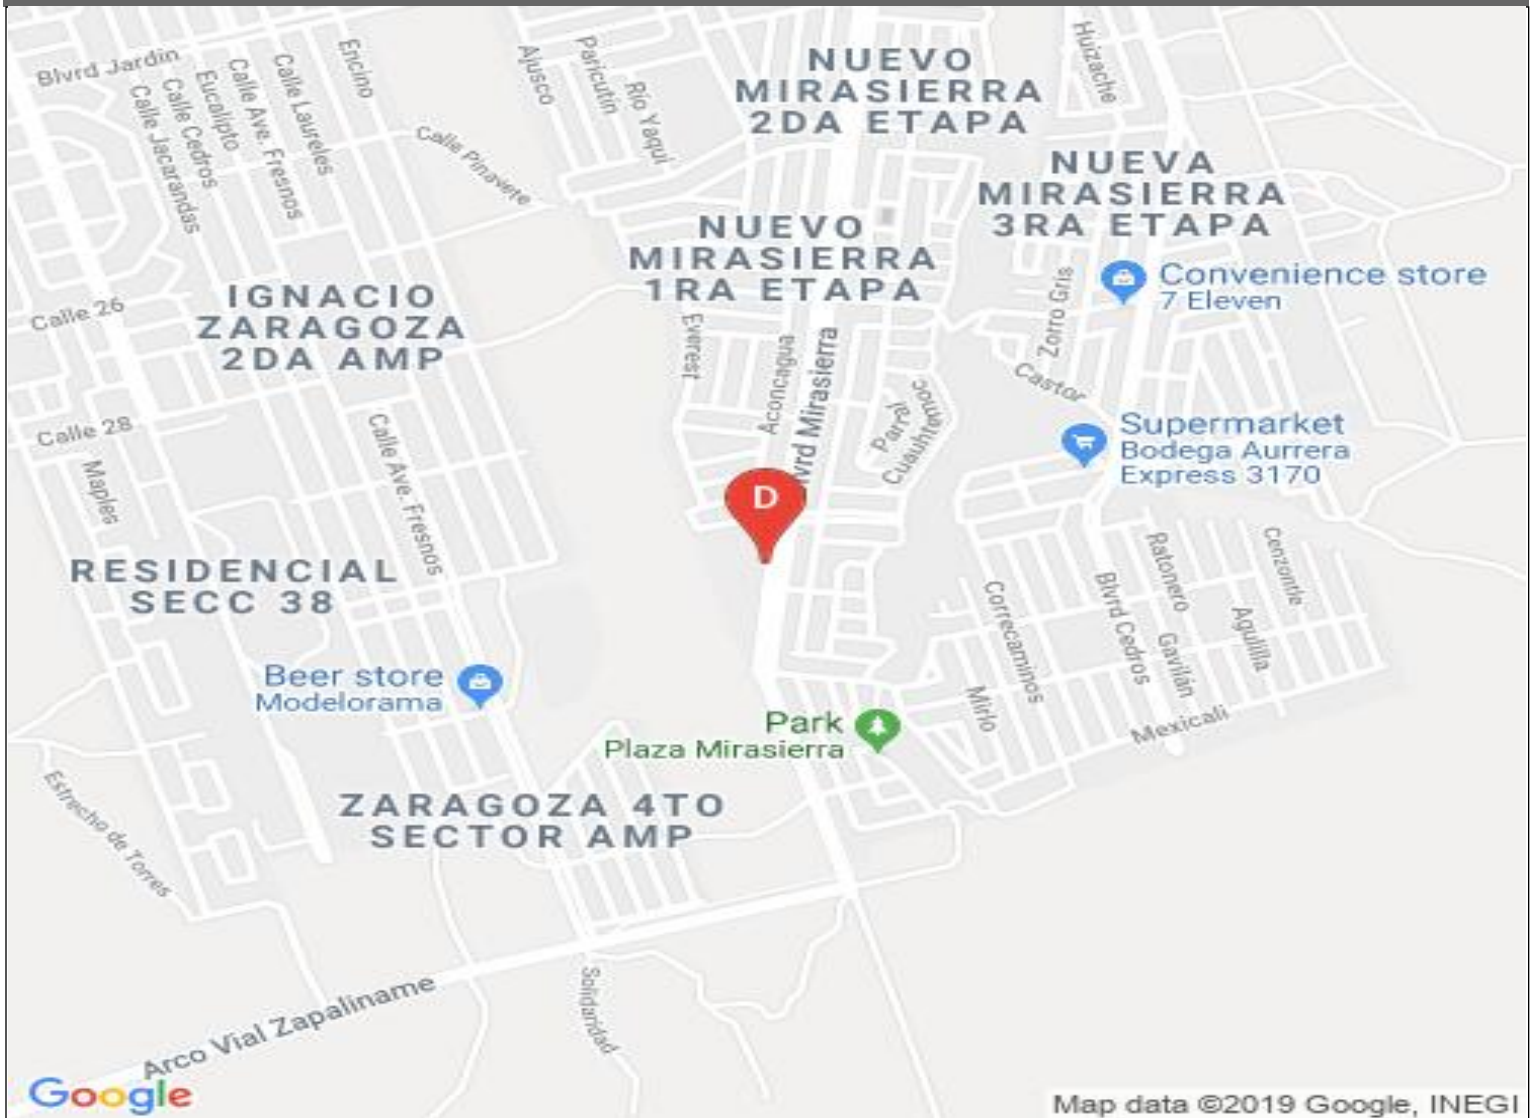 Blvrd Jardin
Calle Jacarandas
Calle Cedros
Eucalipto
Calle Ave. Fresnos
Calle Laureles
Encino
Calle Pinavete
Ajusco
Paricutín
Río Yaqui
NUEVO
MIRASIERRA
2DA ETAPA
Huizache
NUEVA
MIRASIERRA
3RA ETAPA
NUEVO
MIRASIERRA
1RA ETAPA
Convenience store
7 Eleven
Zorro Gris
Castor
IGNACIO
ZARAGOZA
2DA AMP
Calle 26
Calle 28
Maples
Calle Ave. Fresnos
Everest
Aconcagua
Blvrd Mirasierra
Parral
Cuauhtemoc
Supermarket
Bodega Aurrera
Express 3170
D
RESIDENCIAL
SECC 38
Correcaminos
Mirlo
Blvrd Cedros
Ratonero
Gavilán
Agulilla
Cenzontle
Mexicali
Beer store
Modelorama
Park
Plaza Mirasierra
ZARAGOZA 4TO
SECTOR AMP
Estrecho de Torres
Solidaridad
Arco Vial Zapaliname
Google
Map data ©2019 Google, INEGI